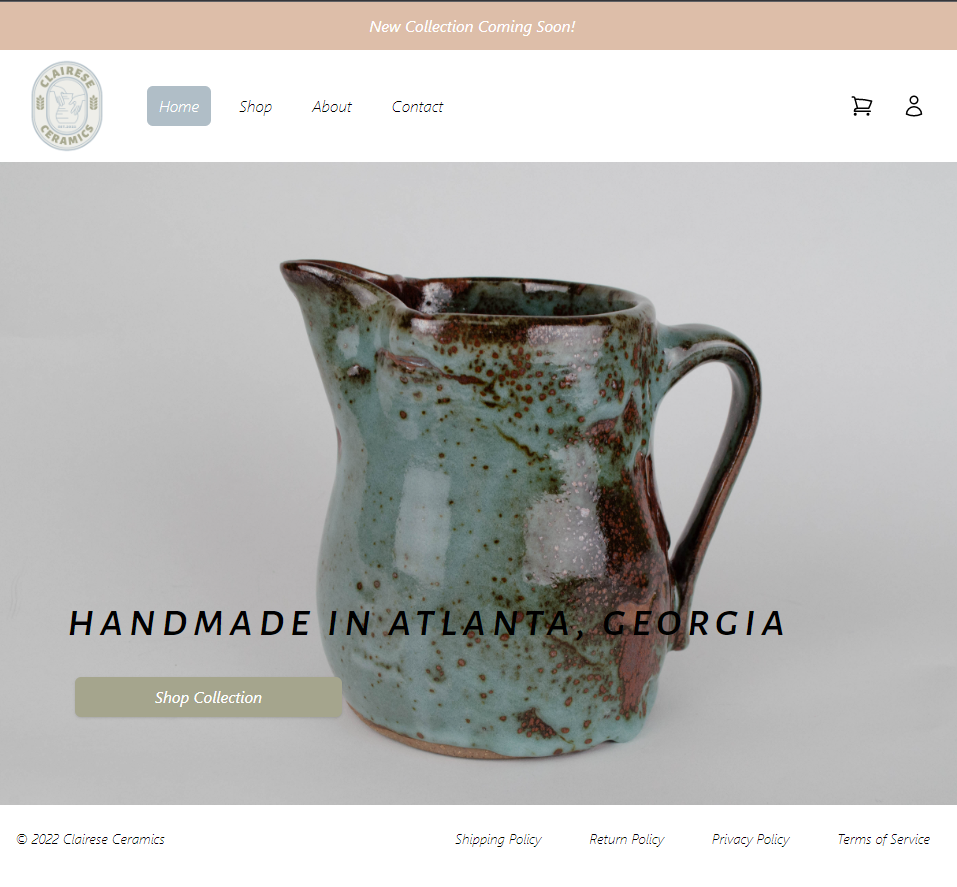 New Collection Coming Soon!
CLAIRESE
CERAMICS
Home Shop About Contact
HANDMADE IN ATLANTA, GEORGIA
Shop Collection
© 2022 Clairese Ceramics Shipping Policy Return Policy Privacy Policy Terms of Service